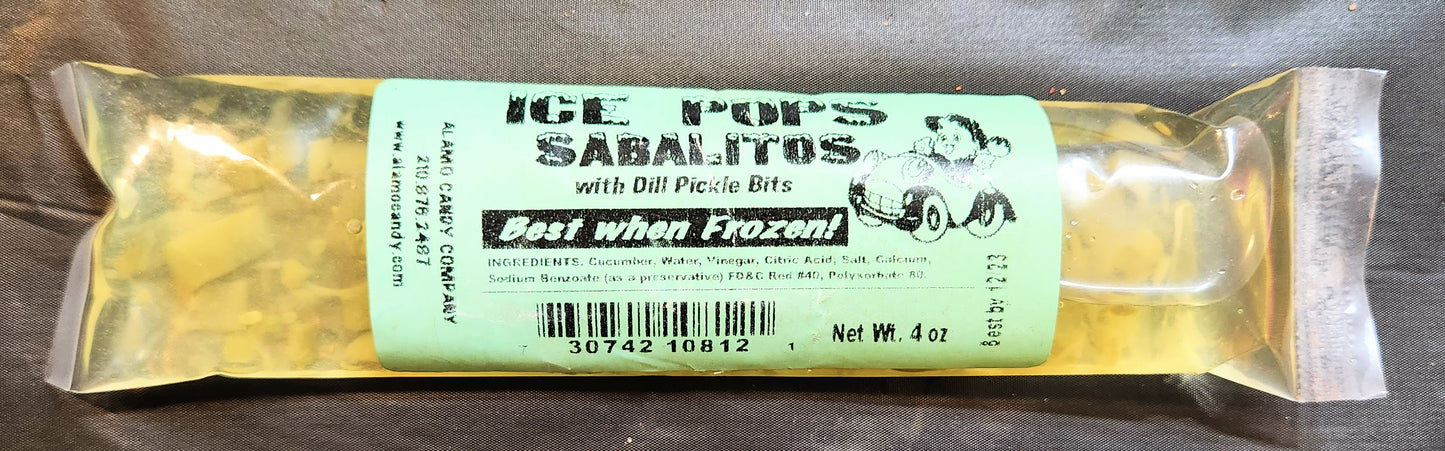 ICE POPS
SABALITOS
with Dill Pickle Bits
Best when Frozen!
INGREDIENTS. Cucumber, Water, Vinegar, Citric Acid, Salt, Calcium,
Sodium Benzoate (as a preservative) FD&C Red #40, Polysorbate 80.
7 30742 10812 1
Net Wt. 4 oz
Best by 12/23
ALAMO CANDY COMPANY
210.876.2487
www.alamocandy.com